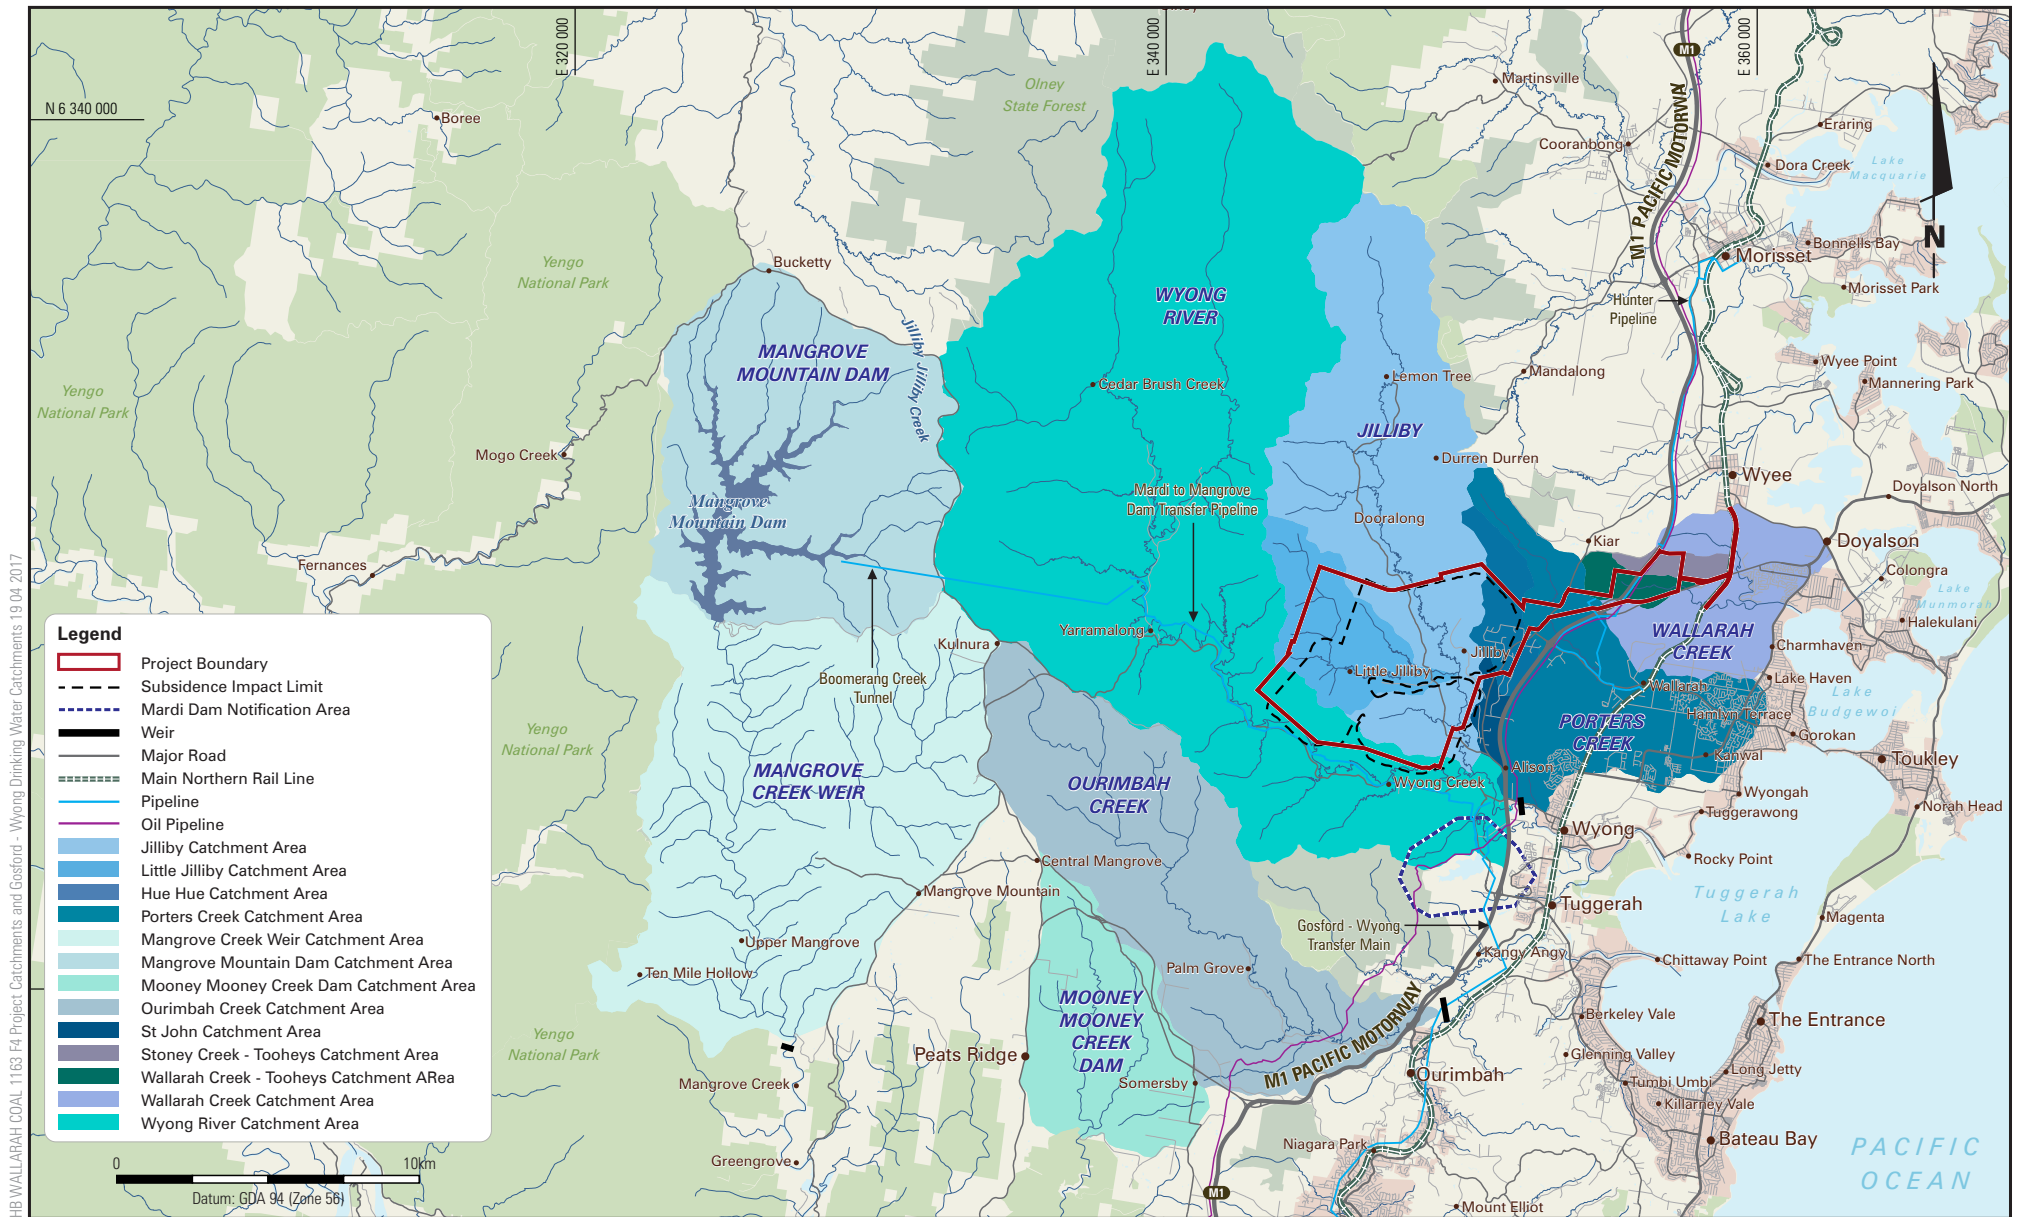 E 320 000
E 340 000
E 360 000
N 6 340 000
M1
Martinsville
Olney
State Forest
Boree
M1 PACIFIC MOTORWA
Eraring
Cooranbong
Dora Creek
Lake
Macquarie
Bonnells Bay
N
Morisset
Bucketty
Yengo
National Park
Morisset Park
Hunter
Pipeline
WYONG
RIVER
Jilliby Jilliby Creek
MANGROVE
MOUNTAIN DAM
Wyee Point
Mannering Park
Mandalong
Lemon Tree
Cedar Brush Creek
Yengo
National Park
JILLIBY
Mogo Creek
Durren Durren
Wyee
Doyalson North
Mardi to Mangrove
Dam Transfer Pipeline
Mangrove
Mountain Dam
Dooralong
Kiar
Doyalson
Fernances
Colongra
Lake
Munmorah
Halekulani
Yarramalong
Kulnura
WALLARAH
CREEK
Charmhaven
Jilliby
Little Jilliby
Boomerang Creek
Tunnel
Wallarah
Lake Haven
Lake
Budgewoi
Hamlyn Terrace
PORTERS
CREEK
Yengo
National Park
Gorokan
Kanwal
Toukley
Alison
MANGROVE
CREEK WEIR
OURIMBAH
CREEK
Wyong Creek
Wyongah
Norah Head
Tuggerawong
Wyong
Rocky Point
Central Mangrove
Mangrove Mountain
Tuggerah
Lake
Tuggerah
Magenta
Gosford - Wyong
Transfer Main
Upper Mangrove
Kangy Angy
Chittaway Point
The Entrance North
Ten Mile Hollow
Palm Grove
MOONEY
MOONEY
CREEK
DAM
M1 PACIFIC MOTORWAY
Berkeley Vale
The Entrance
Yengo
National Park
Peats Ridge
Glenning Valley
Long Jetty
Ourimbah
Tumbi Umbi
Mangrove Creek
Somersby
Killarney Vale
Bateau Bay
Niagara Park
PACIFIC
OCEAN
Greengrove
M1
Mount Elliot
Legend
Project Boundary
Subsidence Impact Limit
Mardi Dam Notification Area
Weir
Major Road
Main Northern Rail Line
Pipeline
Oil Pipeline
Jilliby Catchment Area
Little Jilliby Catchment Area
Hue Hue Catchment Area
Porters Creek Catchment Area
Mangrove Creek Weir Catchment Area
Mangrove Mountain Dam Catchment Area
Mooney Mooney Creek Dam Catchment Area
Ourimbah Creek Catchment Area
St John Catchment Area
Stoney Creek - Tooheys Catchment Area
Wallarah Creek - Tooheys Catchment ARea
Wallarah Creek Catchment Area
Wyong River Catchment Area
0 10km
Datum: GDA 94 (Zone 56)
HB WALLARAH COAL 1163 F4 Project Catchments and Gosford - Wyong Drinking Water Catchments 19 04 2017